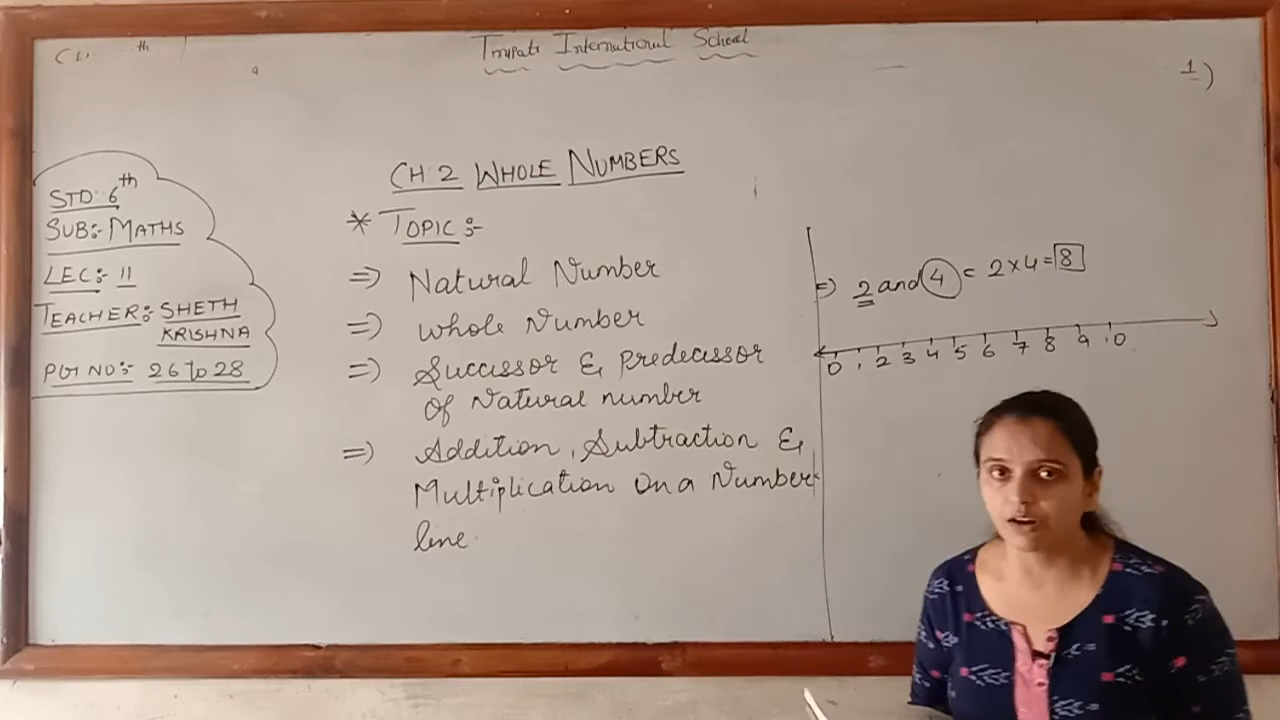 Tirupati International School
1)
STD: 6th
SUB:- MATHS
LEC:- 11
TEACHER:- SHETH
KRISHNA
PG NO:- 26 to 28
CH 2 WHOLE NUMBERS
* TOPIC :-
=> Natural Number
=> Whole Number
=> Successor & Predecessor
of Natural number
=> Addition, Subtraction &
Multiplication On a Number
line.
=> 2 and 4 = 2 x 4 = 8
0 1 2 3 4 5 6 7 8 9 10